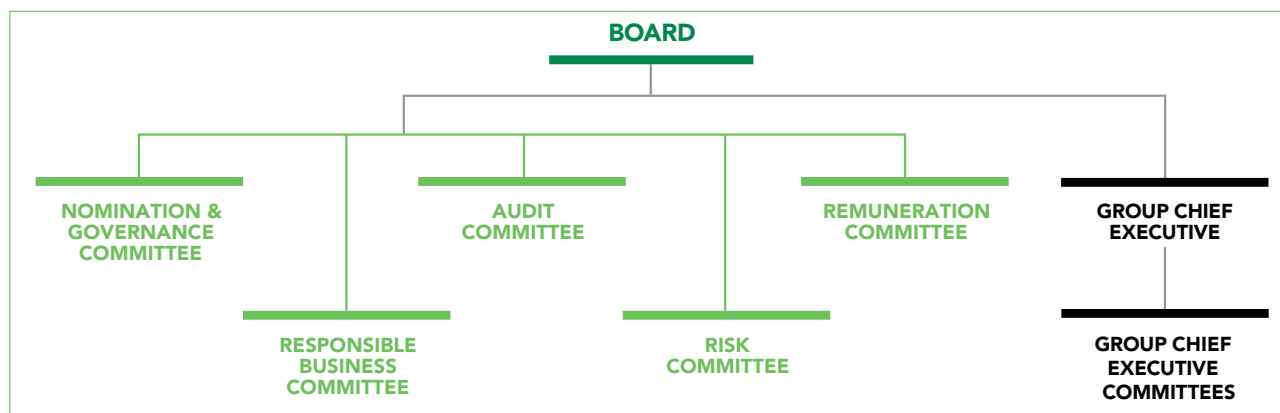 BOARD
NOMINATION &
GOVERNANCE
COMMITTEE
AUDIT
COMMITTEE
REMUNERATION
COMMITTEE
GROUP CHIEF
EXECUTIVE
RESPONSIBLE
BUSINESS
COMMITTEE
RISK
COMMITTEE
GROUP CHIEF
EXECUTIVE
COMMITTEES